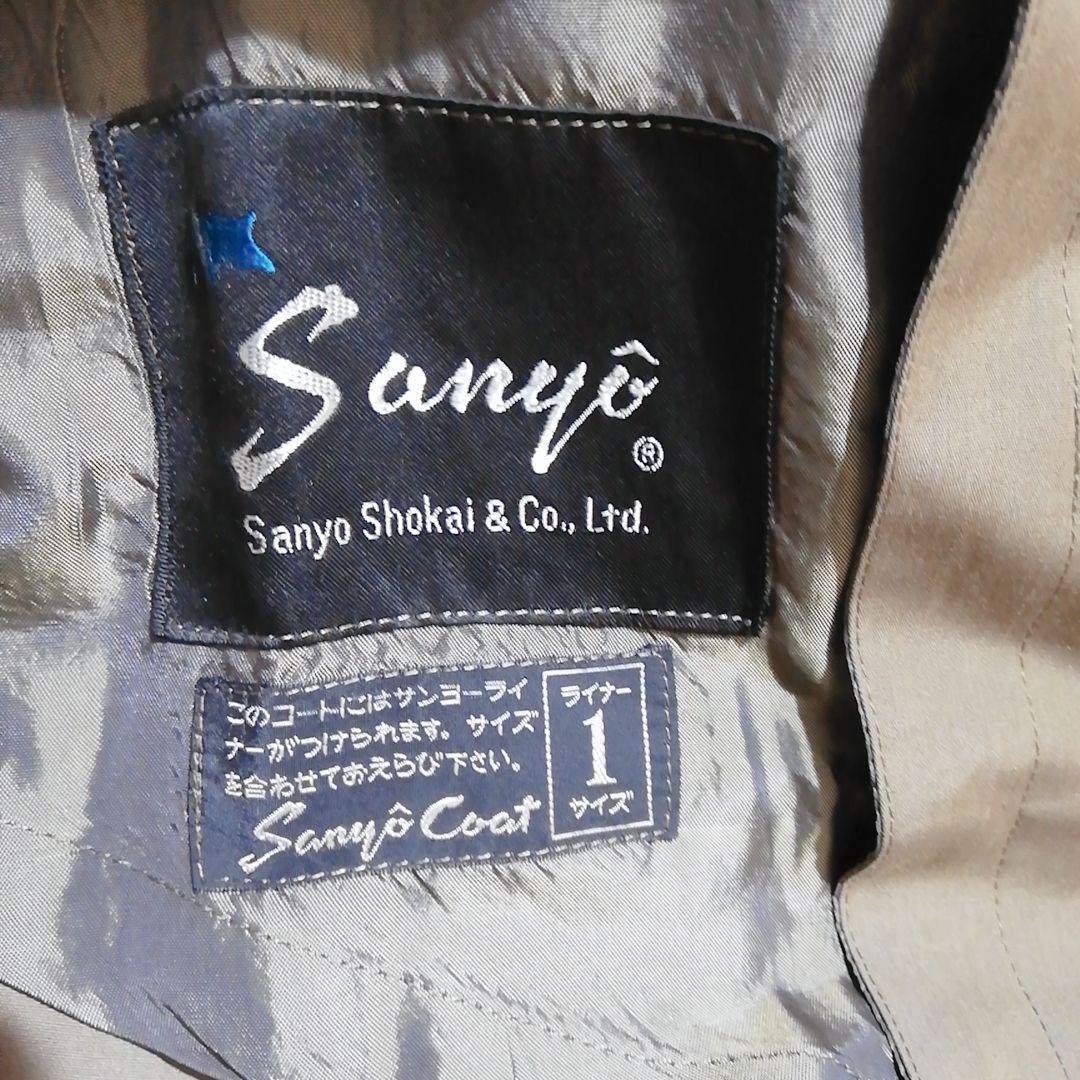 Sanyô
®
Sanyo Shokai & Co., Ltd.
このコートにはサンヨーライ
ナーがつけられます。サイズ
を合わせておえらび下さい。
Sanyô Coat
ライナー
1
サイズ